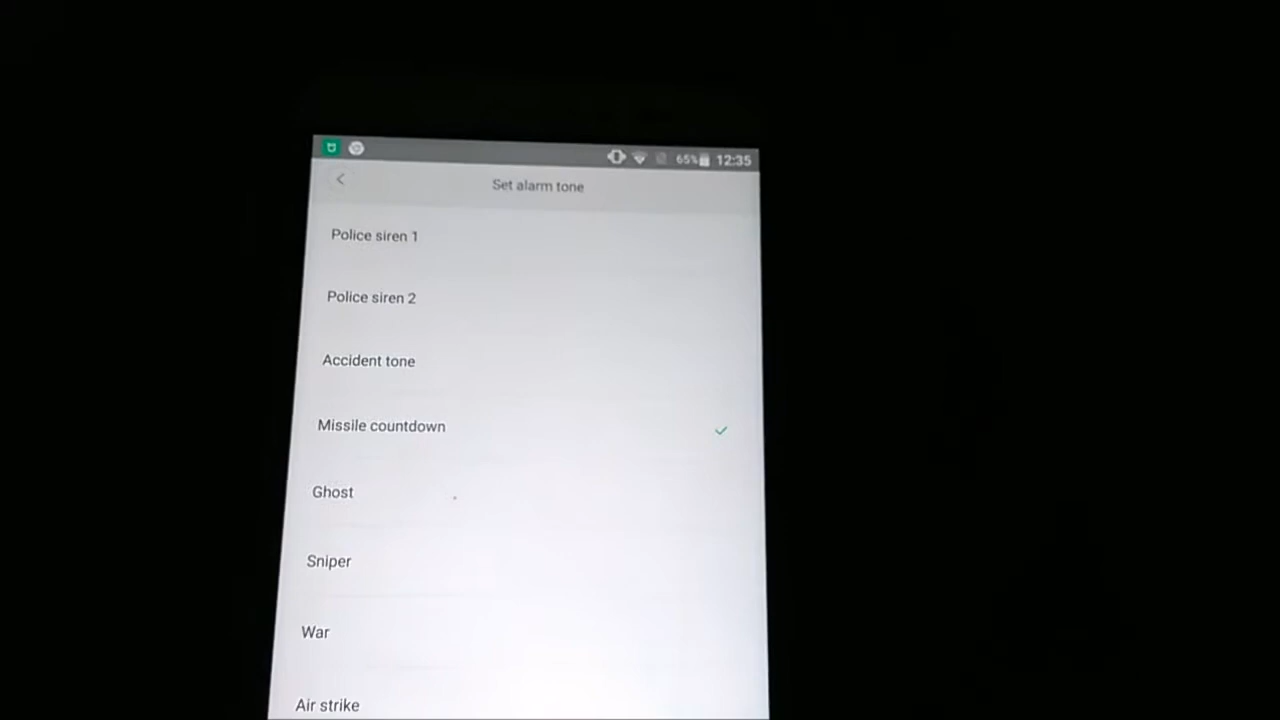 65% 12:35
Set alarm tone
Police siren 1
Police siren 2
Accident tone
Missile countdown
Ghost
Sniper
War
Air strike